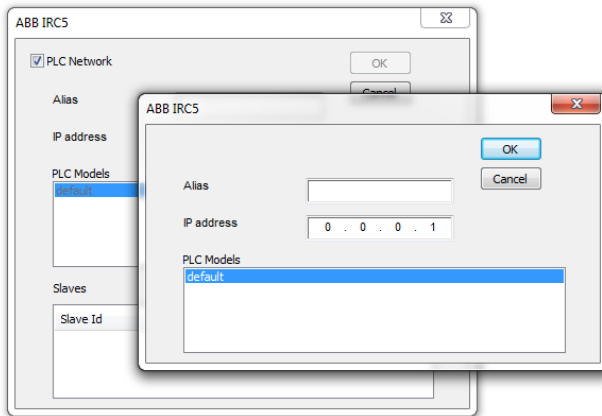 ABB IRC5
PLC Network
OK
Cancel
Alias
IP address
PLC Models
default
Slaves
Slave Id
ABB IRC5
OK
Cancel
Alias
IP address
0 . 0 . 0 . 1
PLC Models
default